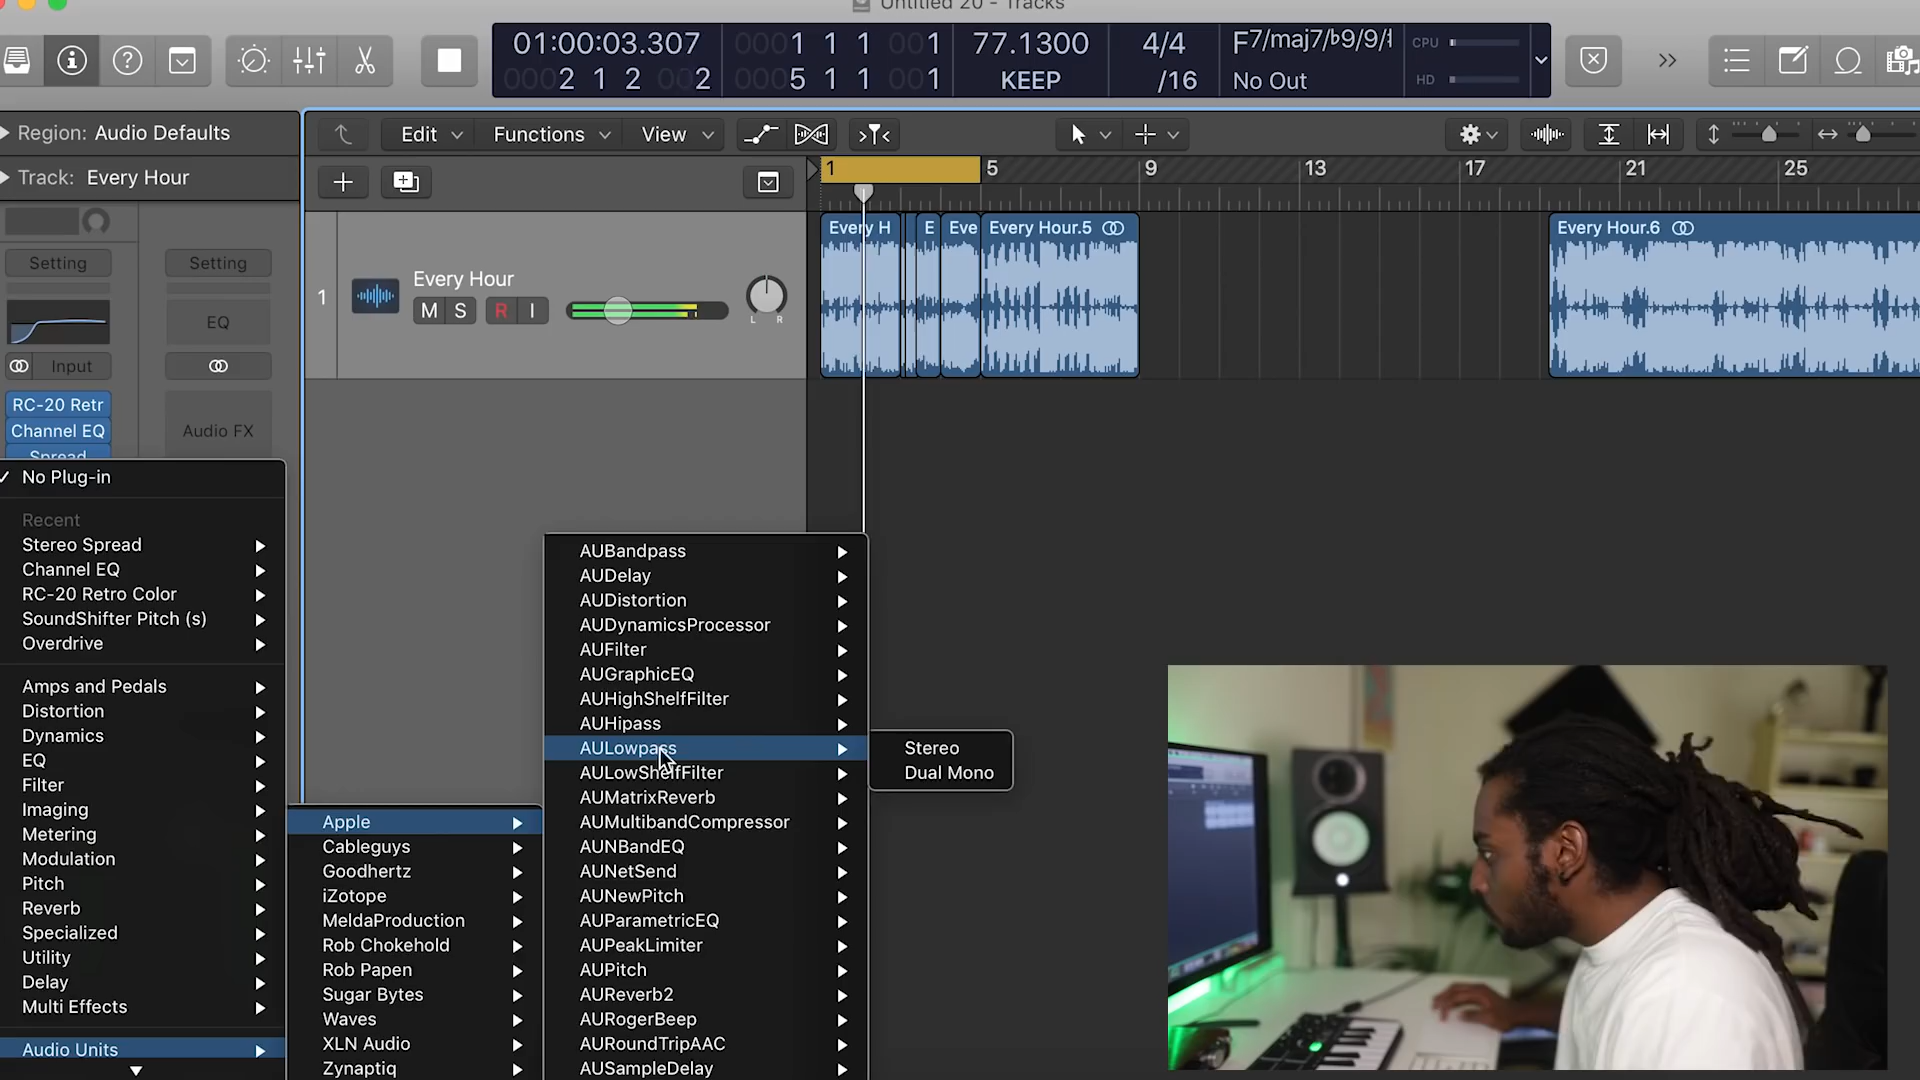 Untitled 20 - Tracks
01:00:03.307
0001 1 1 001
77.1300
4/4
F7/maj7/♭9/9/
CPU
0002 1 2 002
0005 1 1 001
KEEP
/16
No Out
HD
Region: Audio Defaults
Edit
Functions
View
Track: Every Hour
1
5
9
13
17
21
25
Setting
Setting
EQ
Input
RC-20 Retr
Channel EQ
Spread
Audio FX
1
Every Hour
M
S
R
I
L
R
Every H
E
Eve
Every Hour.5
Every Hour.6
No Plug-in
Recent
Stereo Spread
Channel EQ
RC-20 Retro Color
SoundShifter Pitch (s)
Overdrive
Amps and Pedals
Distortion
Dynamics
EQ
Filter
Imaging
Metering
Modulation
Pitch
Reverb
Specialized
Utility
Delay
Multi Effects
Audio Units
Apple
Cableguys
Goodhertz
iZotope
MeldaProduction
Rob Chokehold
Rob Papen
Sugar Bytes
Waves
XLN Audio
Zynaptiq
AUBandpass
AUDelay
AUDistortion
AUDynamicsProcessor
AUFilter
AUGraphicEQ
AUHighShelfFilter
AUHipass
AULowpass
AULowShelfFilter
AUMatrixReverb
AUMultibandCompressor
AUNBandEQ
AUNetSend
AUNewPitch
AUParametricEQ
AUPeakLimiter
AUPitch
AUReverb2
AURogerBeep
AURoundTripAAC
AUSampleDelay
Stereo
Dual Mono